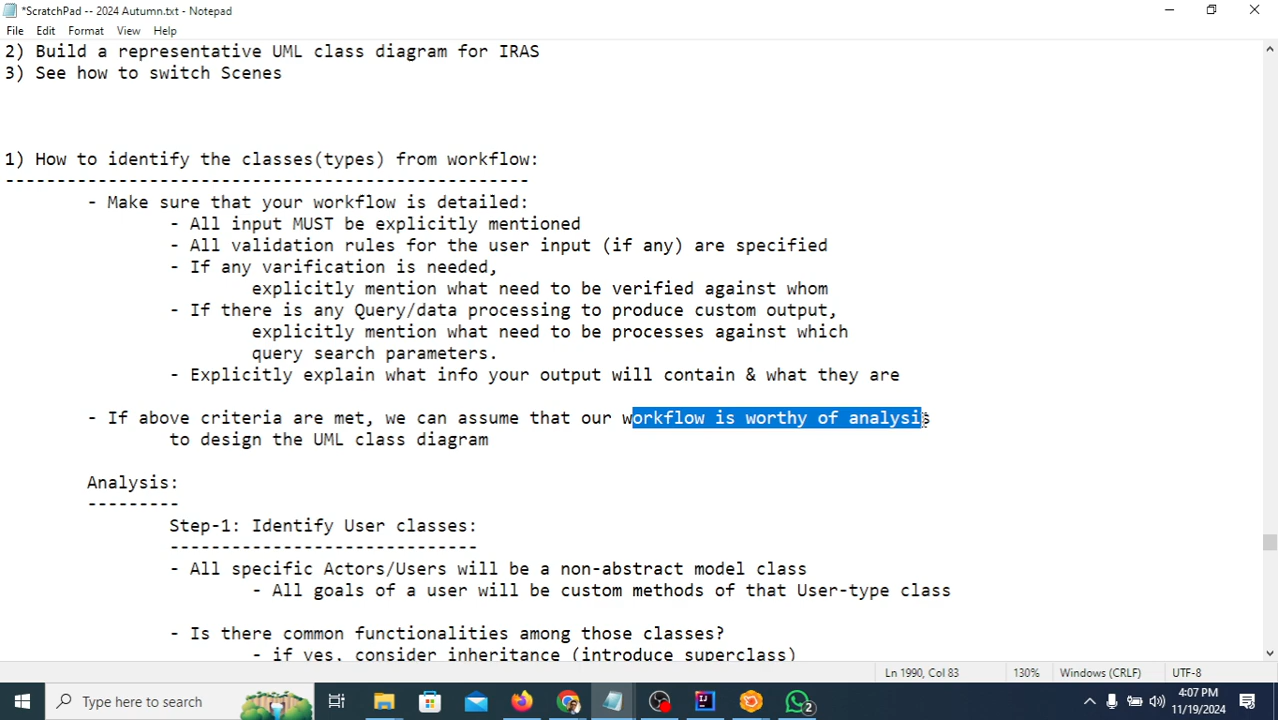 *ScratchPad -- 2024 Autumn.txt - Notepad
File Edit Format View Help
2) Build a representative UML class diagram for IRAS
3) See how to switch Scenes
1) How to identify the classes(types) from workflow:
---------------------------------------------------
- Make sure that your workflow is detailed:
- All input MUST be explicitly mentioned
- All validation rules for the user input (if any) are specified
- If any varification is needed,
explicitly mention what need to be verified against whom
- If there is any Query/data processing to produce custom output,
explicitly mention what need to be processes against which
query search parameters.
- Explicitly explain what info your output will contain & what they are
- If above criteria are met, we can assume that our workflow is worthy of analysis
to design the UML class diagram
Analysis:
---------
Step-1: Identify User classes:
------------------------------
- All specific Actors/Users will be a non-abstract model class
- All goals of a user will be custom methods of that User-type class
- Is there common functionalities among those classes?
- if yes, consider inheritance (introduce superclass)
Ln 1990, Col 83 130% Windows (CRLF) UTF-8
Type here to search
2
4:07 PM
11/19/2024